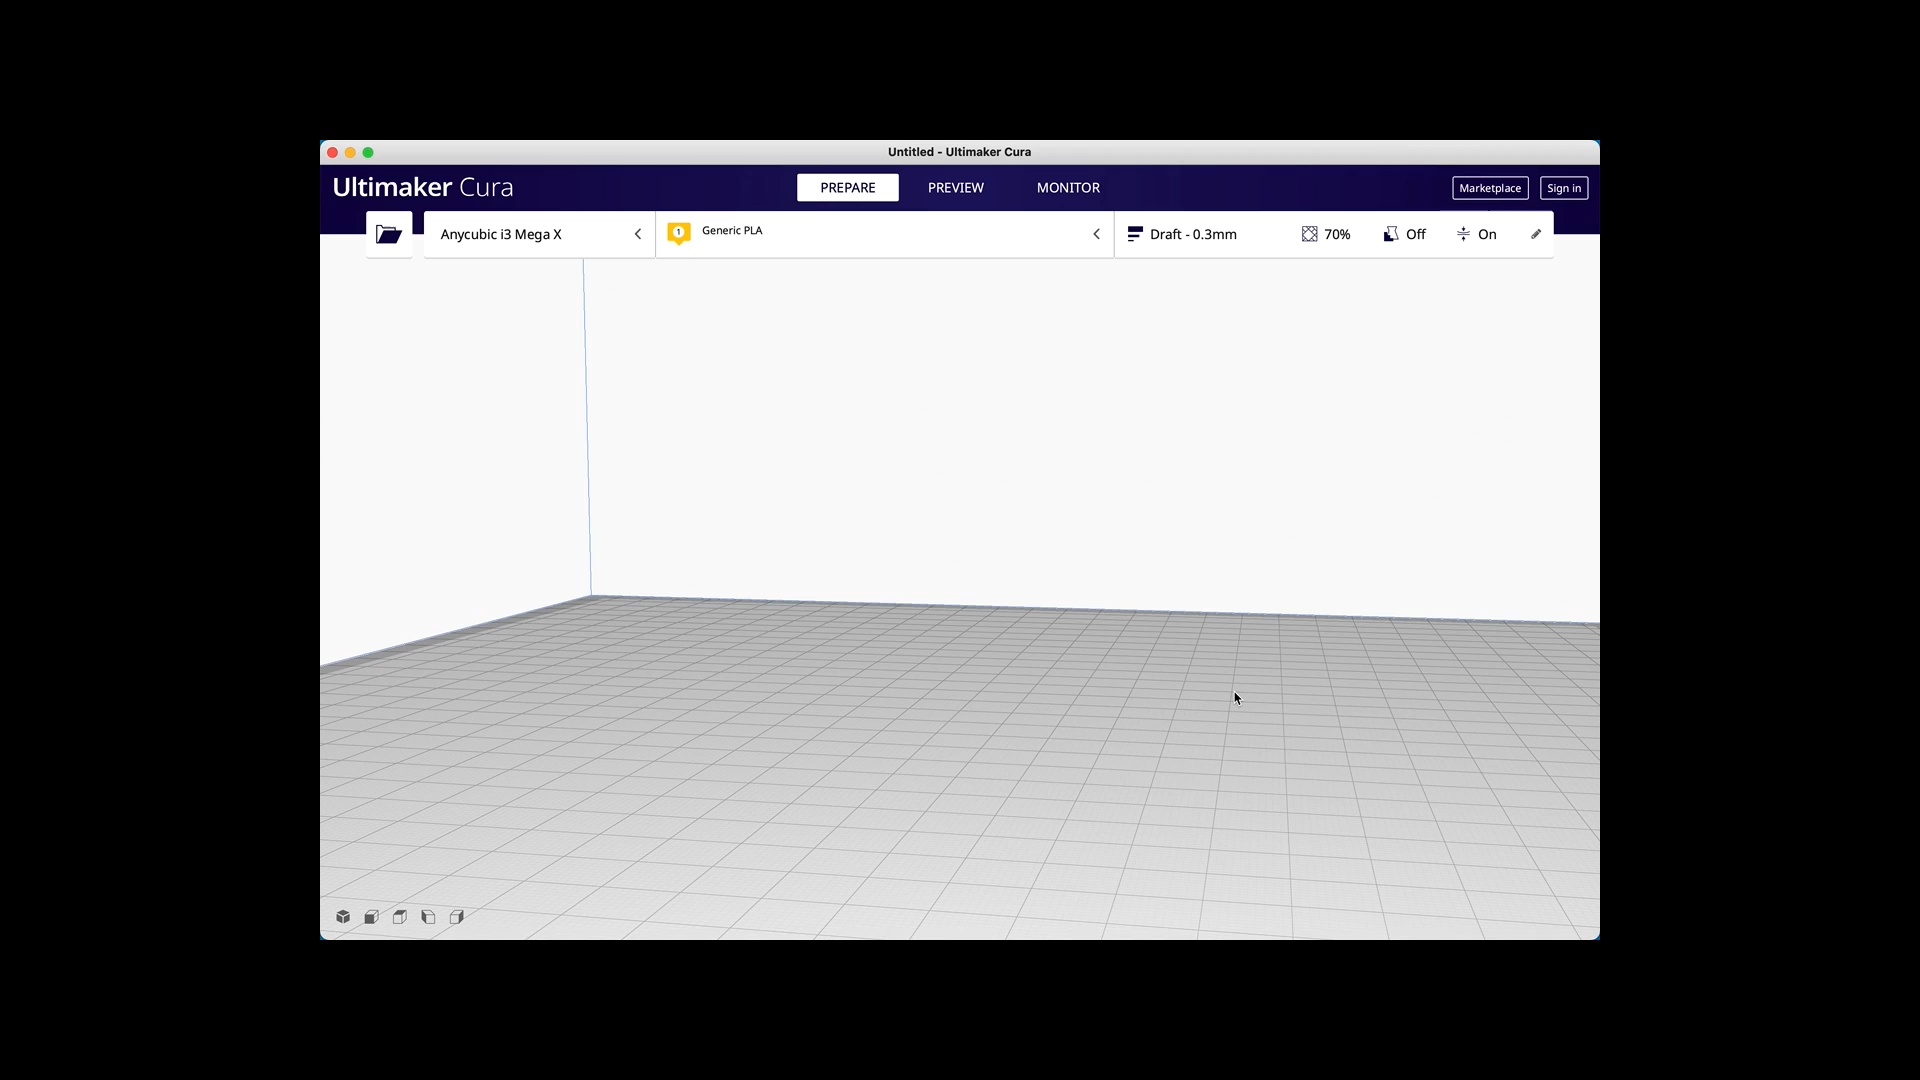 Untitled - Ultimaker Cura
Ultimaker Cura
PREPARE
PREVIEW
MONITOR
Marketplace
Sign in
Anycubic i3 Mega X
1
Generic PLA
Draft - 0.3mm
70%
Off
On